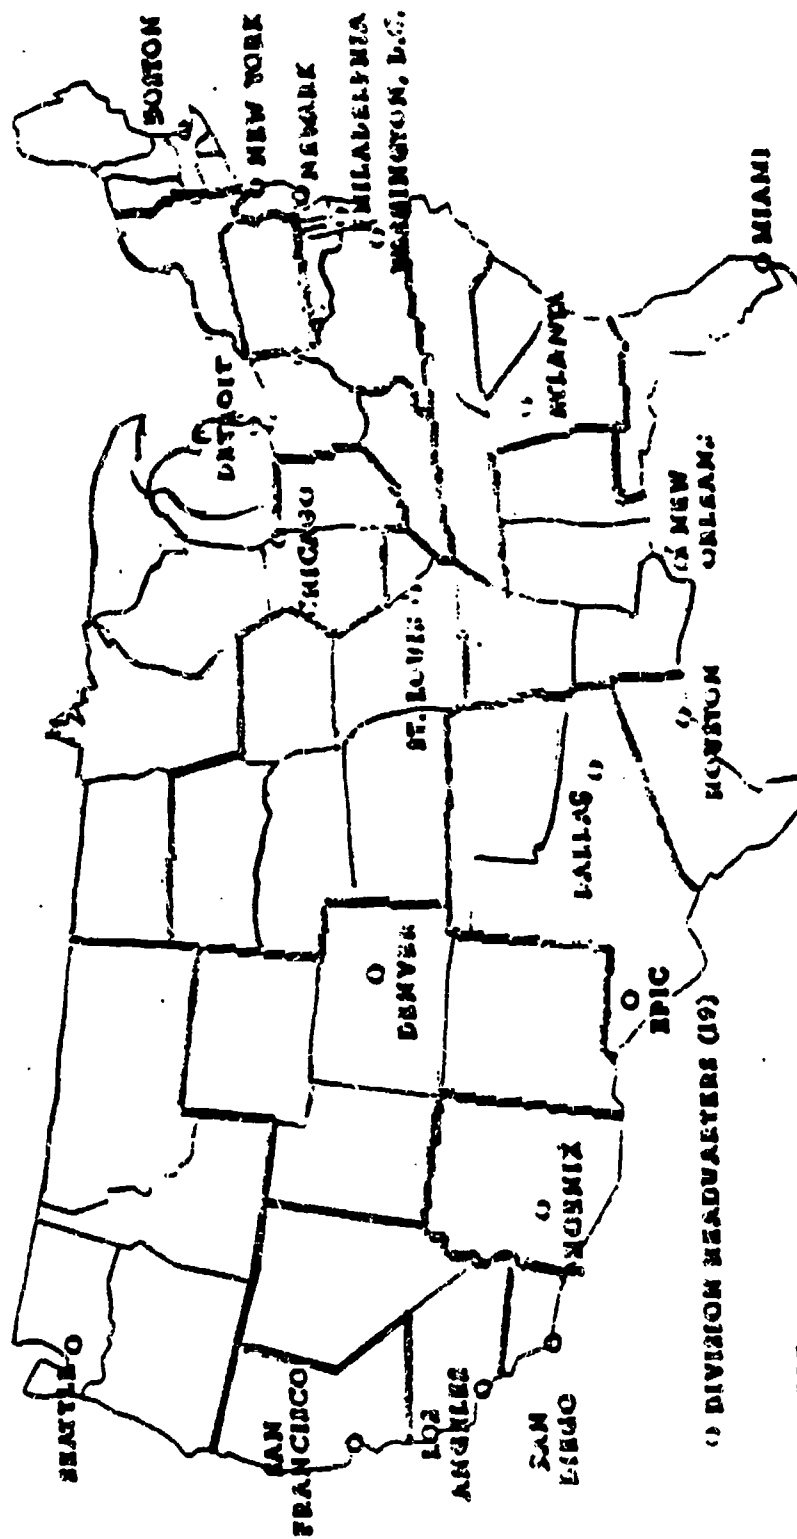 SEATTLE
SAN
FRANCISCO
LOS
ANGELES
SAN
DIEGO
PHOENIX
DENVER
EPIC
DALLAS
HOUSTON
ST. LOUIS
CHICAGO
DETROIT
NEW
ORLEANS
ATLANTA
MIAMI
BOSTON
NEW YORK
NEWARK
PHILADELPHIA
WASHINGTON, D.C.
DIVISION HEADQUARTERS (19)